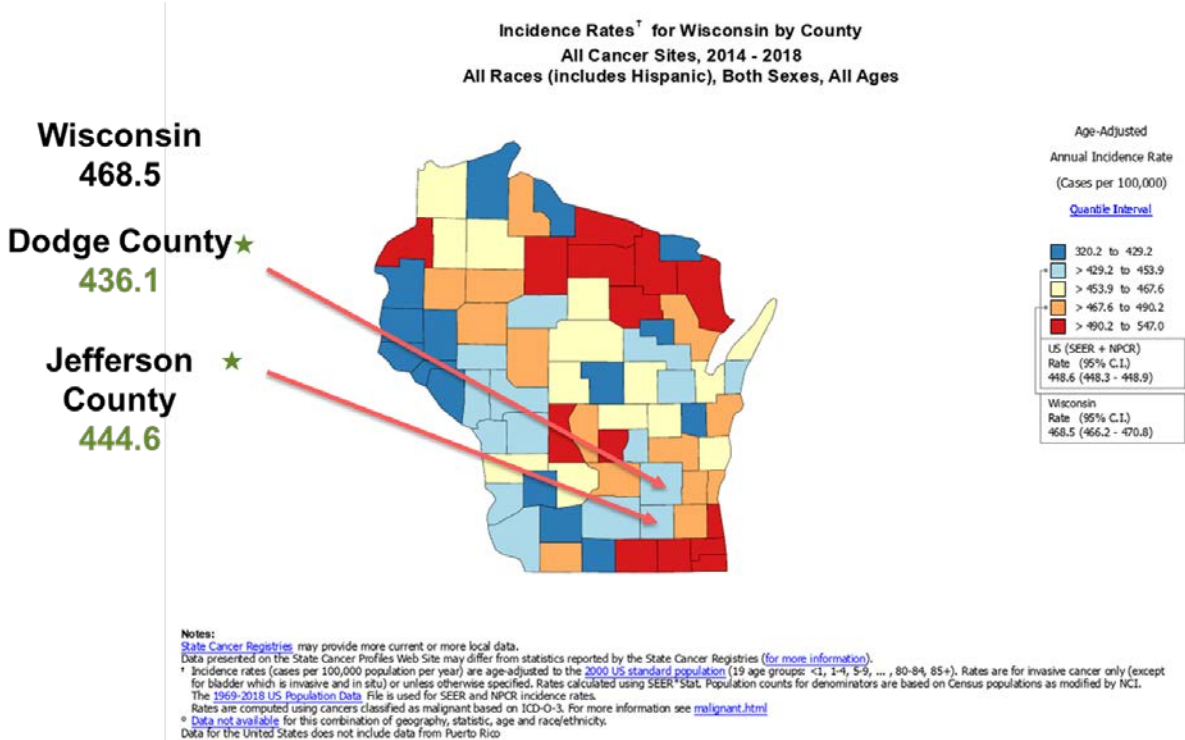 Incidence Rates† for Wisconsin by County
All Cancer Sites, 2014 - 2018
All Races (includes Hispanic), Both Sexes, All Ages
Wisconsin
468.5
Dodge County
436.1
Jefferson
County
444.6
Age-Adjusted
Annual Incidence Rate
(Cases per 100,000)
Quantile Interval
320.2 to 429.2
> 429.2 to 453.9
> 453.9 to 467.6
> 467.6 to 490.2
> 490.2 to 547.0
US (SEER + NPCR)
Rate (95% C.I.)
448.6 (448.3 - 448.9)
Wisconsin
Rate (95% C.I.)
468.5 (466.2 - 470.8)
Notes:
State Cancer Registries may provide more current or more local data.
Data presented on the State Cancer Profiles Web Site may differ from statistics reported by the State Cancer Registries (for more information).
† Incidence rates (cases per 100,000 population per year) are age-adjusted to the 2000 US standard population (19 age groups: <1, 1-4, 5-9, ... , 80-84, 85+). Rates are for invasive cancer only (except
for bladder which is invasive and in situ) or unless otherwise specified. Rates calculated using SEER*Stat. Population counts for denominators are based on Census populations as modified by NCI.
The 1969-2018 US Population Data File is used for SEER and NPCR incidence rates.
Rates are computed using cancers classified as malignant based on ICD-O-3. For more information see malignant.html
° Data not available for this combination of geography, statistic, age and race/ethnicity.
Data for the United States does not include data from Puerto Rico